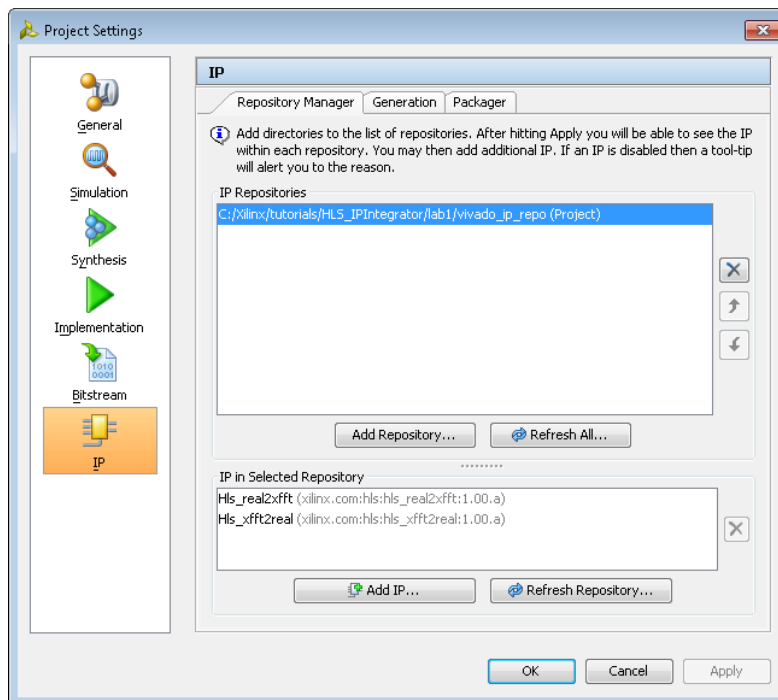 Project Settings
General
Simulation
Synthesis
Implementation
1010
0001
Bitstream
IP
IP
Repository Manager
Generation
Packager
Add directories to the list of repositories. After hitting Apply you will be able to see the IP
within each repository. You may then add additional IP. If an IP is disabled then a tool-tip
will alert you to the reason.
IP Repositories
C:/Xilinx/tutorials/HLS_IPIntegrator/lab1/vivado_ip_repo (Project)
Add Repository...
Refresh All...
IP in Selected Repository
Hls_real2xfft (xilinx.com:hls:hls_real2xfft:1.00.a)
Hls_xfft2real (xilinx.com:hls:hls_xfft2real:1.00.a)
Add IP...
Refresh Repository...
OK
Cancel
Apply